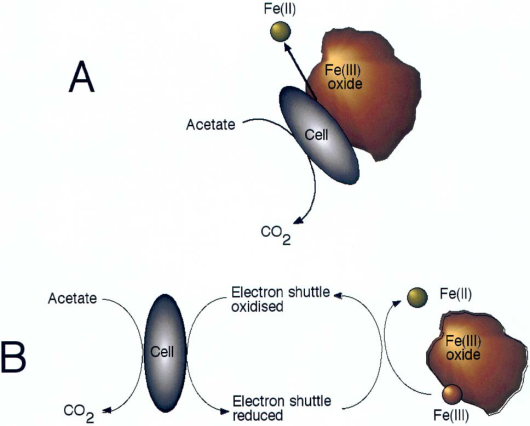 Fe(II)
A
Fe(III)
oxide
Acetate
Cell
CO2
Acetate
Electron shuttle
oxidised
Fe(II)
B
Cell
Fe(III)
oxide
CO2
Electron shuttle
reduced
Fe(III)